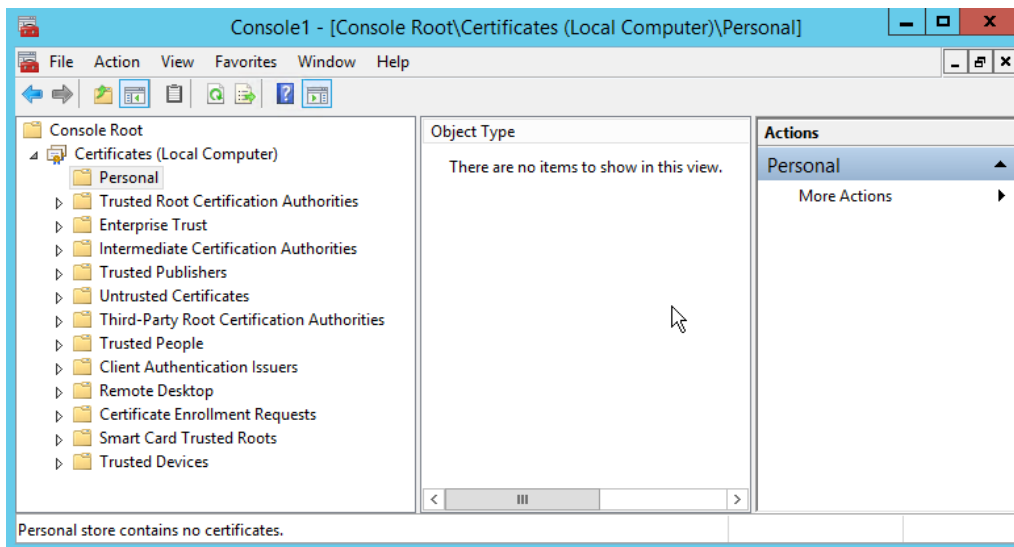 Console1 - [Console Root\Certificates (Local Computer)\Personal]
File Action View Favorites Window Help
Console Root
Certificates (Local Computer)
Personal
Trusted Root Certification Authorities
Enterprise Trust
Intermediate Certification Authorities
Trusted Publishers
Untrusted Certificates
Third-Party Root Certification Authorities
Trusted People
Client Authentication Issuers
Remote Desktop
Certificate Enrollment Requests
Smart Card Trusted Roots
Trusted Devices
Object Type
There are no items to show in this view.
Actions
Personal
More Actions
Personal store contains no certificates.